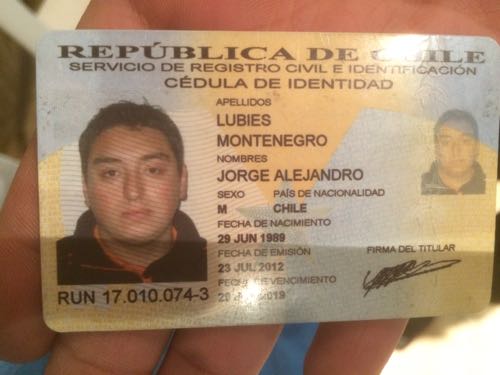 REPÚBLICA DE CHILE
SERVICIO DE REGISTRO CIVIL E IDENTIFICACIÓN
CÉDULA DE IDENTIDAD
APELLIDOS
LUBIES
MONTENEGRO
NOMBRES
JORGE ALEJANDRO
SEXO PAÍS DE NACIONALIDAD
M CHILE
FECHA DE NACIMIENTO
29 JUN 1989
FECHA DE EMISIÓN FIRMA DEL TITULAR
23 JUL 2012
FECHA DE VENCIMIENTO
2019
RUN 17.010.074-3